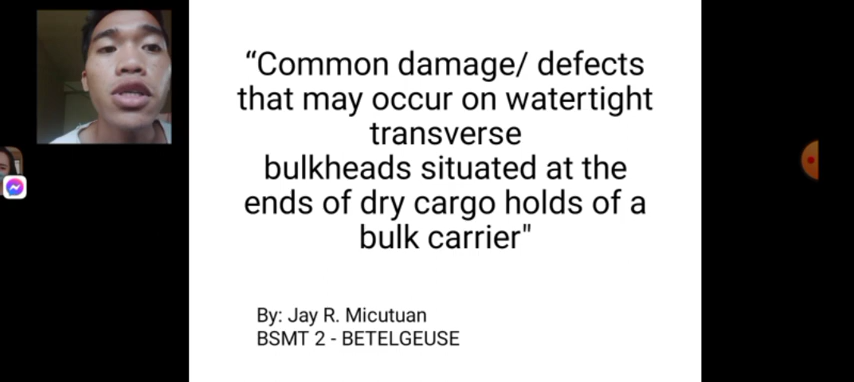 “Common damage/ defects
that may occur on watertight
transverse
bulkheads situated at the
ends of dry cargo holds of a
bulk carrier"
By: Jay R. Micutuan
BSMT 2 - BETELGEUSE